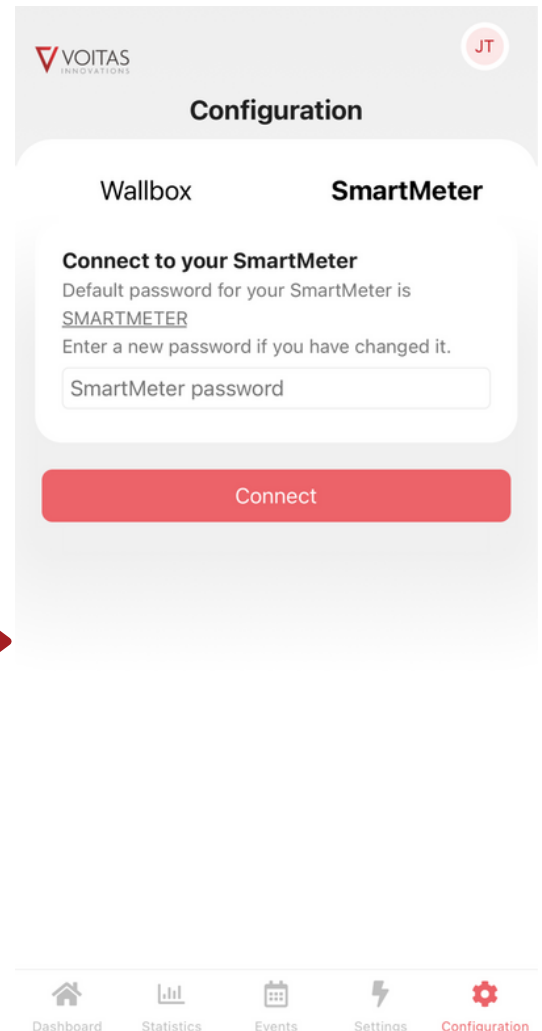 VOITAS
INNOVATIONS
JT
Configuration
Wallbox SmartMeter
Connect to your SmartMeter
Default password for your SmartMeter is
SMARTMETER
Enter a new password if you have changed it.
SmartMeter password
Connect
Dashboard Statistics Events Settings Configuration